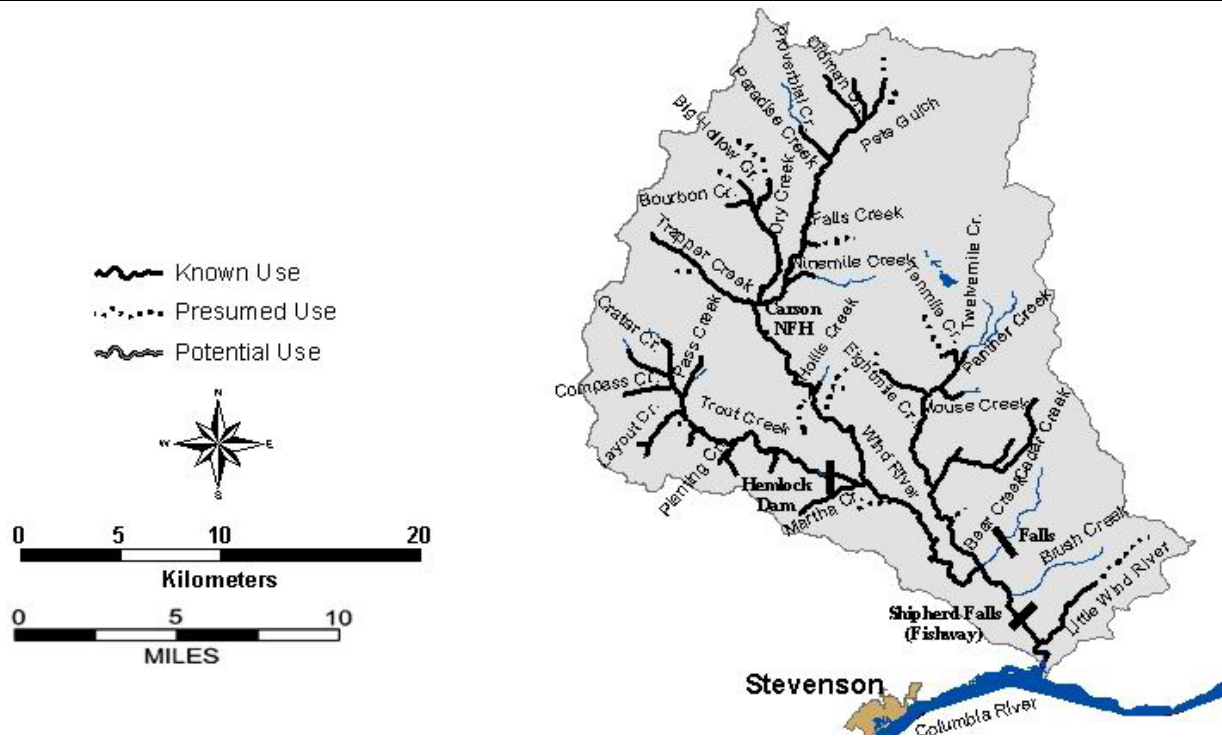 Known Use
Presumed Use
Potential Use
N
W
E
S
0 5 10 20
Kilometers
0 5 10
MILES
Proverbial Cr.
Oldman Cr.
Paradise Creek
Big Hollow Cr.
Pete Gulch
Dry Creek
Bourbon Cr.
Falls Creek
Trapper Creek
Ninemile Creek
Tenmile Cr.
Twelvemile Cr.
Carson
NFH
Hollis Creek
Panther Creek
Crater Cr.
Pass Creek
Eightmile Cr.
Compass Cr.
Mouse Creek
Trout Creek
Layout Cr.
Wind River
Cedar Creek
Planting Cr.
Hemlock
Dam
Martha Cr.
Bear Creek
Falls
Brush Creek
Shipherd Falls
(Fishway)
Little Wind River
Stevenson
Columbia River